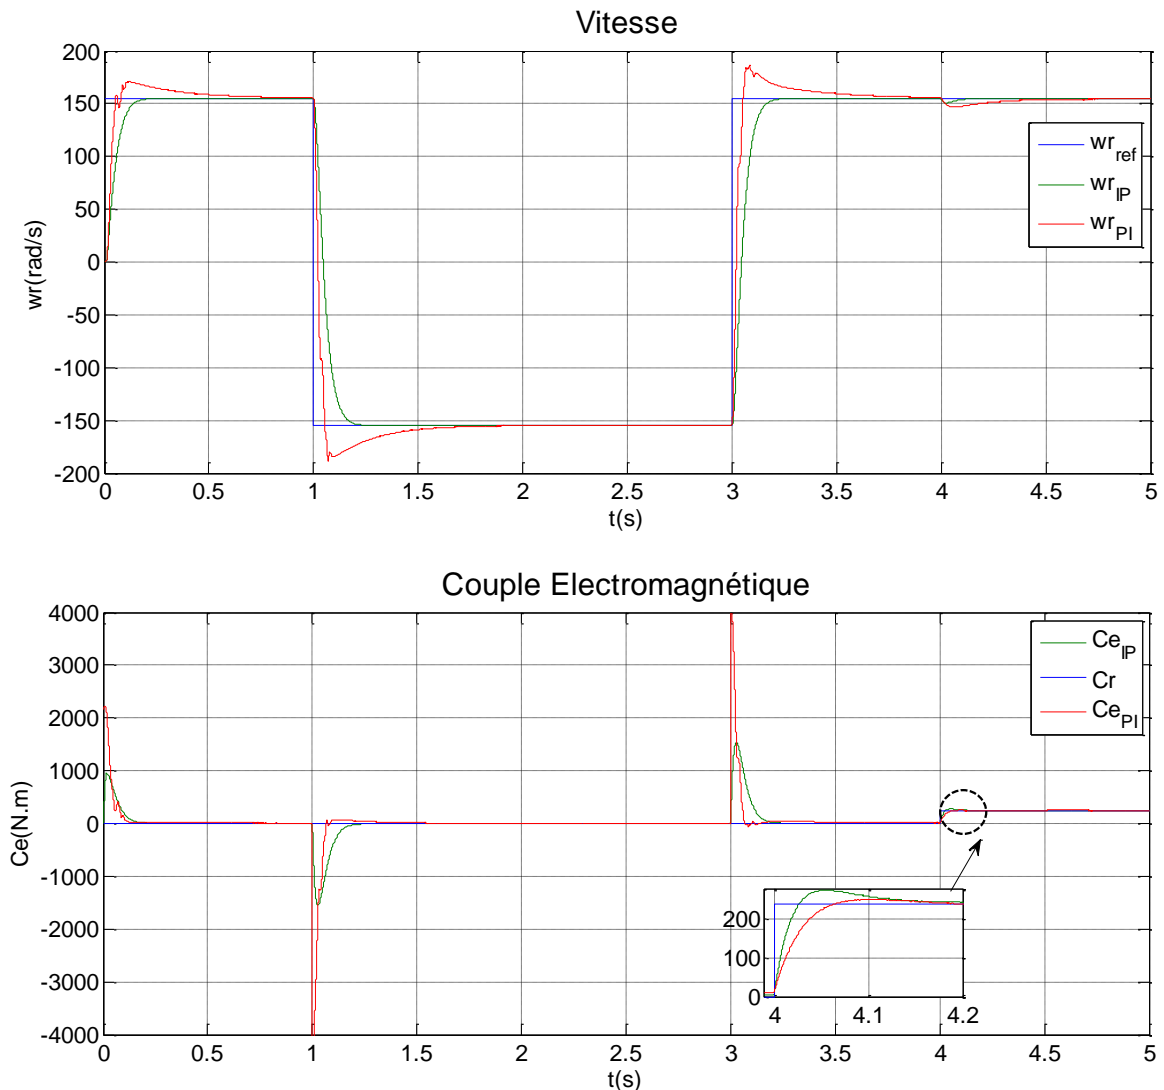 Vitesse
200
150
100
50
0
-50
-100
-150
-200
wr(rad/s)
wr_ref
wr_IP
wr_PI
0 0.5 1 1.5 2 2.5 3 3.5 4 4.5 5
t(s)
Couple Electromagnétique
4000
3000
2000
1000
0
-1000
-2000
-3000
-4000
Ce(N.m)
Ce_IP
Cr
Ce_PI
200
100
0
4 4.1 4.2
0 0.5 1 1.5 2 2.5 3 3.5 4 4.5 5
t(s)